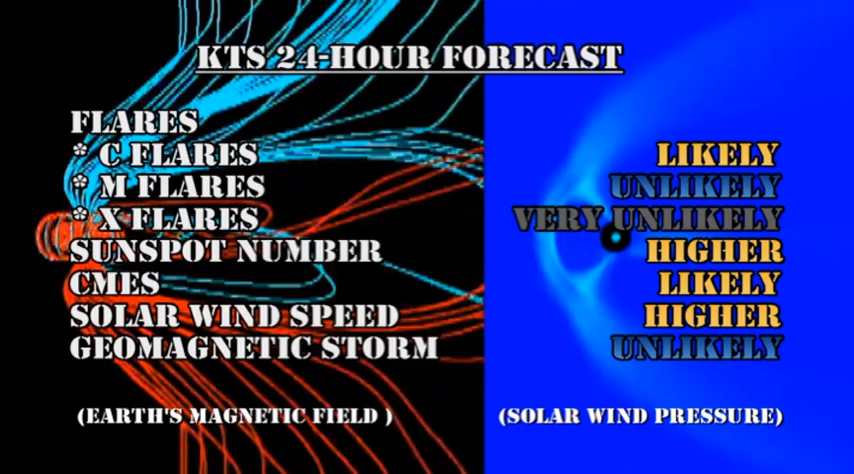 KTS 24-HOUR FORECAST
FLARES
* C FLARES LIKELY
* M FLARES UNLIKELY
* X FLARES VERY UNLIKELY
SUNSPOT NUMBER HIGHER
CMES LIKELY
SOLAR WIND SPEED HIGHER
GEOMAGNETIC STORM UNLIKELY
(EARTH'S MAGNETIC FIELD ) (SOLAR WIND PRESSURE)